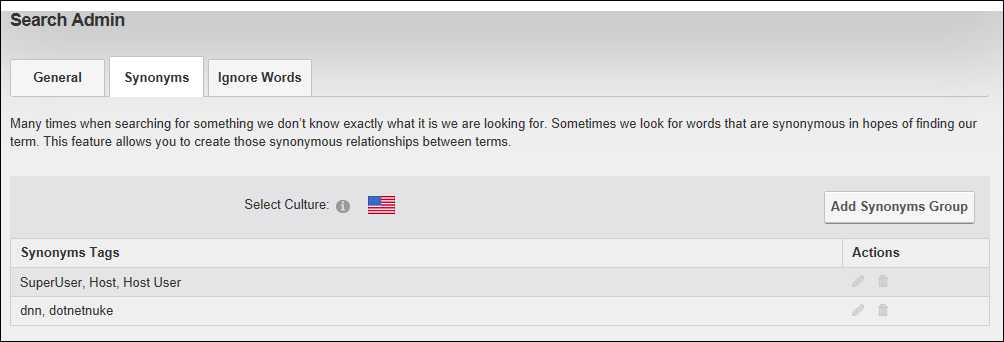 Search Admin
General Synonyms Ignore Words
Many times when searching for something we don't know exactly what it is we are looking for. Sometimes we look for words that are synonymous in hopes of finding our
term. This feature allows you to create those synonymous relationships between terms.
Select Culture: Add Synonyms Group
Synonyms Tags Actions
SuperUser, Host, Host User
dnn, dotnetnuke